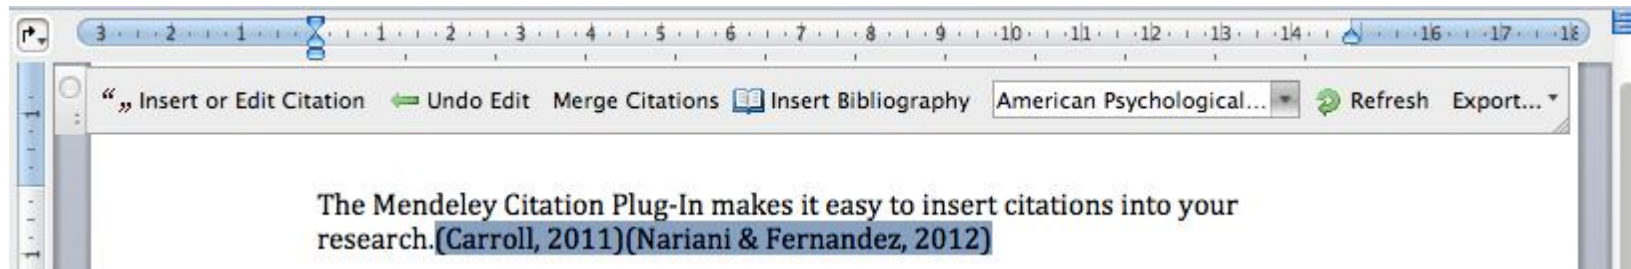 3 2 1 1 2 3 4 5 6 7 8 9 10 11 12 13 14 16 17 18
1
“ „ Insert or Edit Citation Undo Edit Merge Citations Insert Bibliography American Psychological... Refresh Export...
The Mendeley Citation Plug-In makes it easy to insert citations into your
research.(Carroll, 2011)(Nariani & Fernandez, 2012)
1